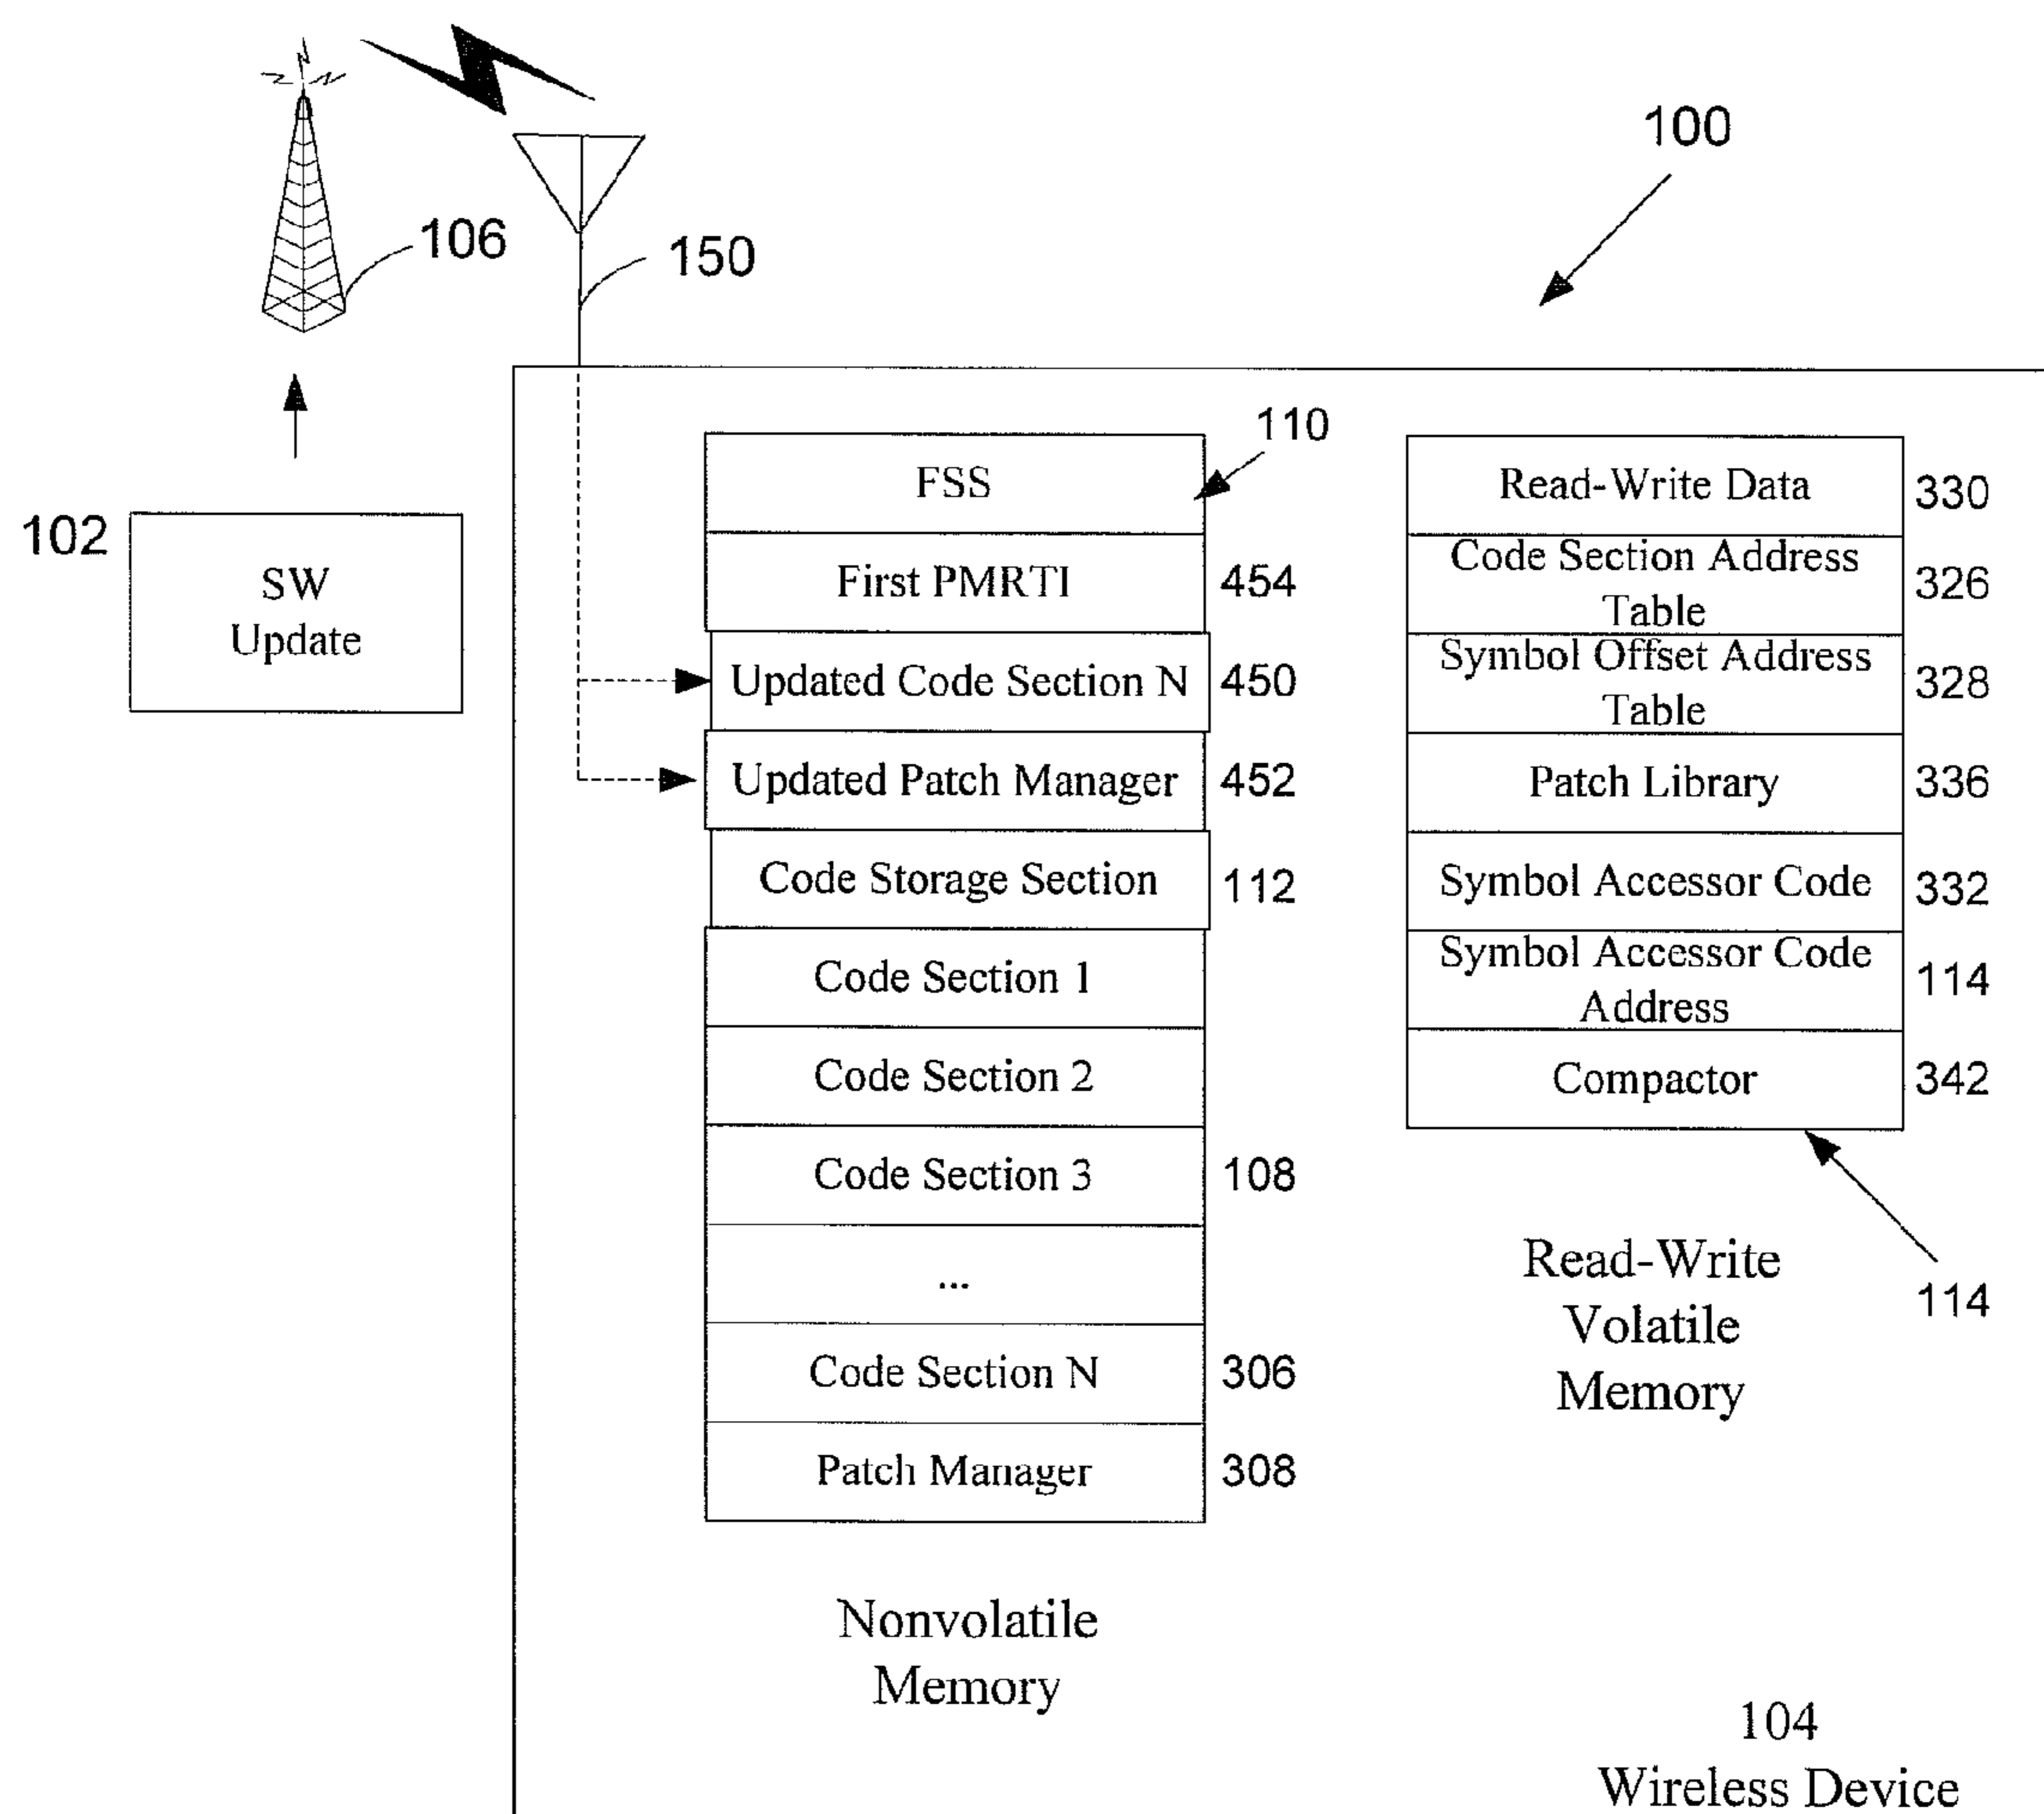 100
106
150
110
102
SW
Update
FSS
First PMRTI
454
Updated Code Section N
450
Updated Patch Manager
452
Code Storage Section
112
Code Section 1
Code Section 2
Code Section 3
108
...
Code Section N
306
Patch Manager
308
Nonvolatile
Memory
Read-Write Data
330
Code Section Address
Table
326
Symbol Offset Address
Table
328
Patch Library
336
Symbol Accessor Code
332
Symbol Accessor Code
Address
114
Compactor
342
114
Read-Write
Volatile
Memory
104
Wireless Device